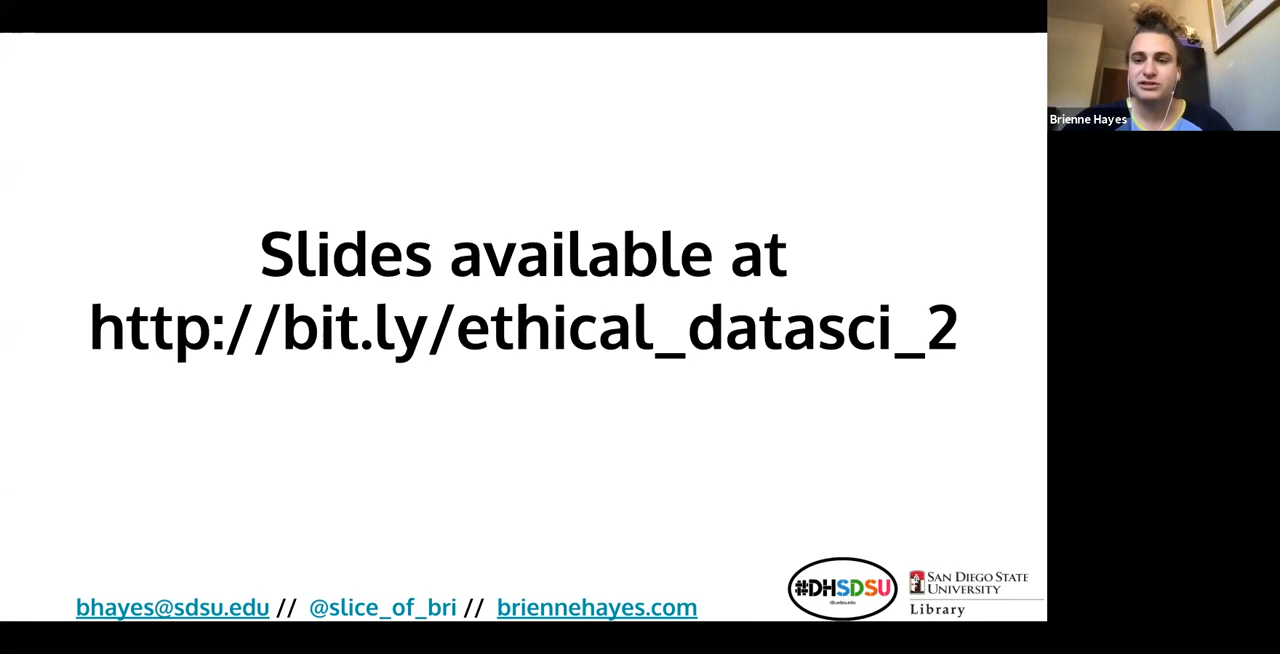 Slides available at
http://bit.ly/ethical_datasci_2
Brienne Hayes
bhayes@sdsu.edu // @slice_of_bri // briennehayes.com
#DHSDSU
SAN DIEGO STATE
UNIVERSITY
Library